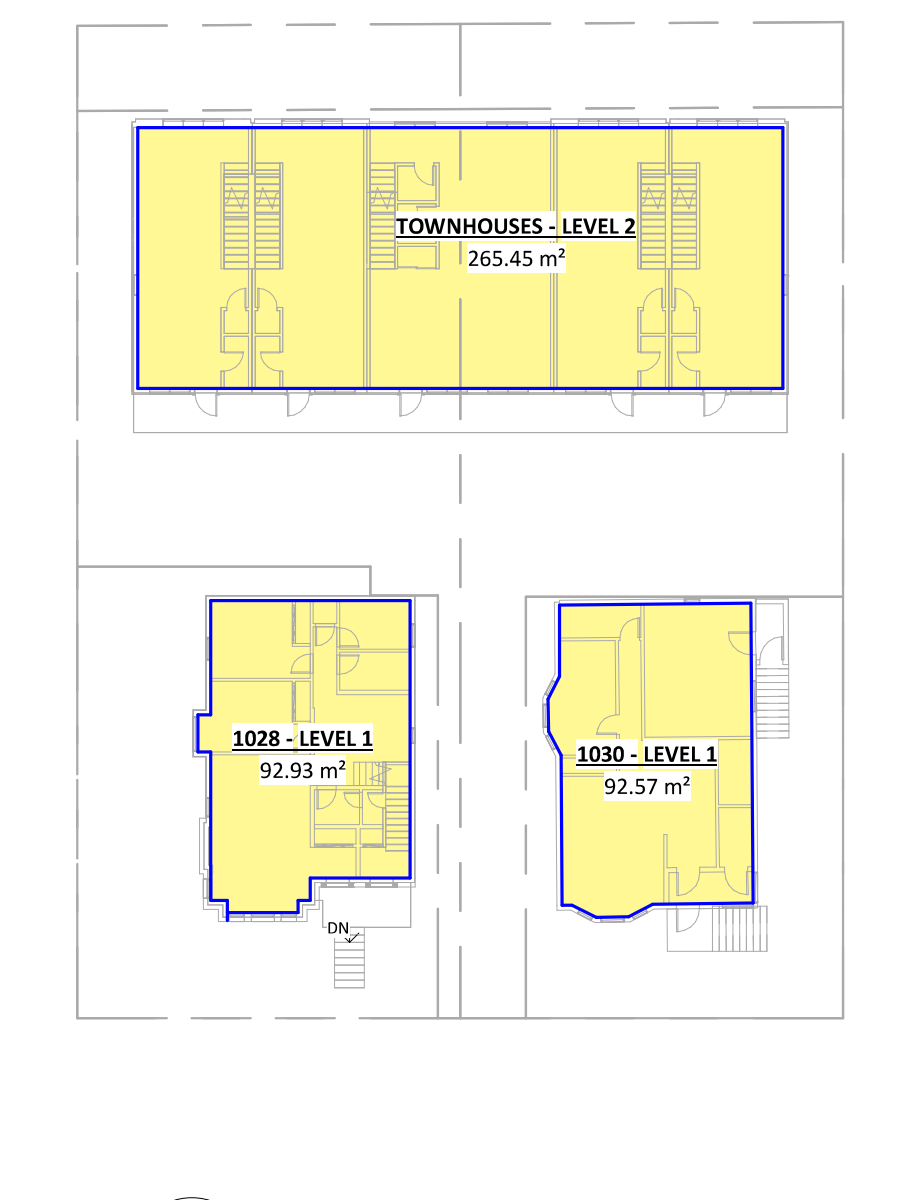 TOWNHOUSES - LEVEL 2
265.45 m²
1028 - LEVEL 1
92.93 m²
1030 - LEVEL 1
92.57 m²
DN